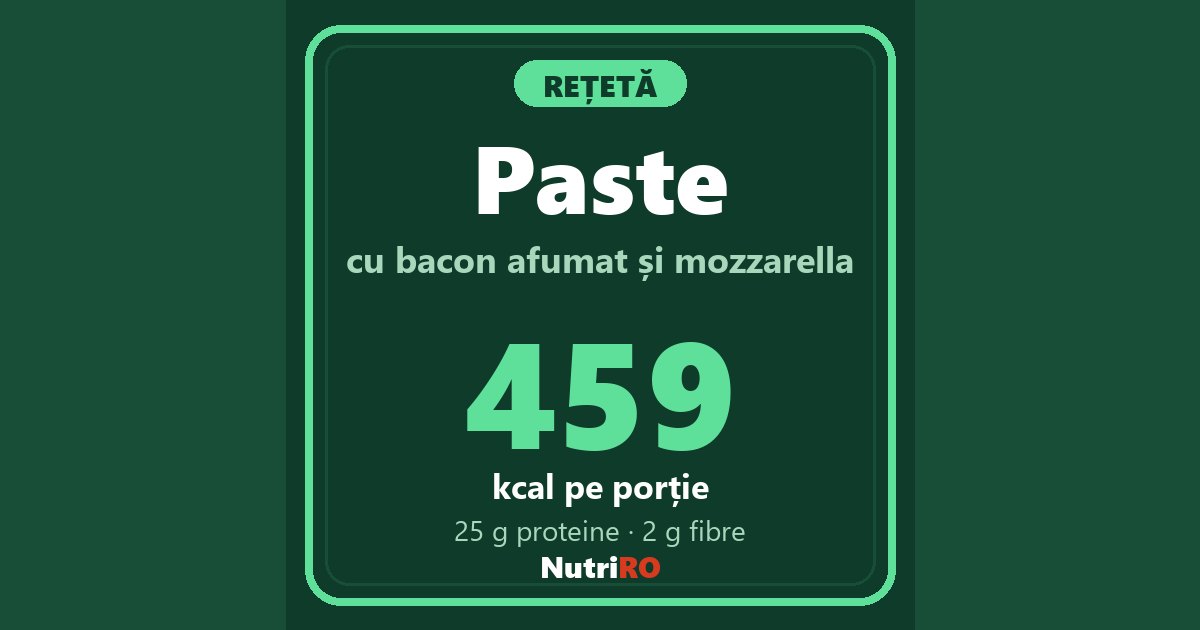 REȚETĂ
Paste
cu bacon afumat și mozzarella
459
kcal pe porție
25 g proteine · 2 g fibre
NutriRO